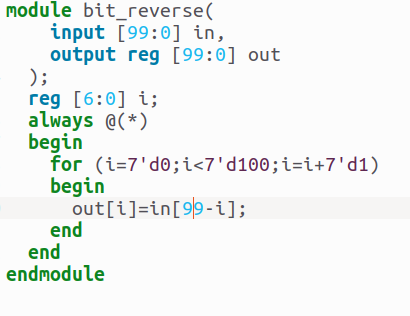 module bit_reverse(
    input [99:0] in,
    output reg [99:0] out
  );
  reg [6:0] i;
  always @(*)
  begin
    for (i=7'd0;i<7'd100;i=i+7'd1)
    begin
      out[i]=in[99-i];
    end
  end
endmodule